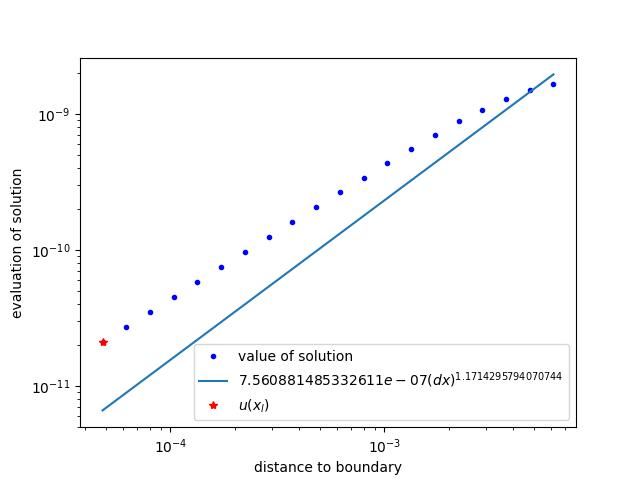 10⁻⁹
10⁻¹⁰
10⁻¹¹
evaluation of solution
value of solution
7.560881485332611e − 07(dx)^1.1714295794070744
u(x_l)
10⁻⁴
10⁻³
distance to boundary